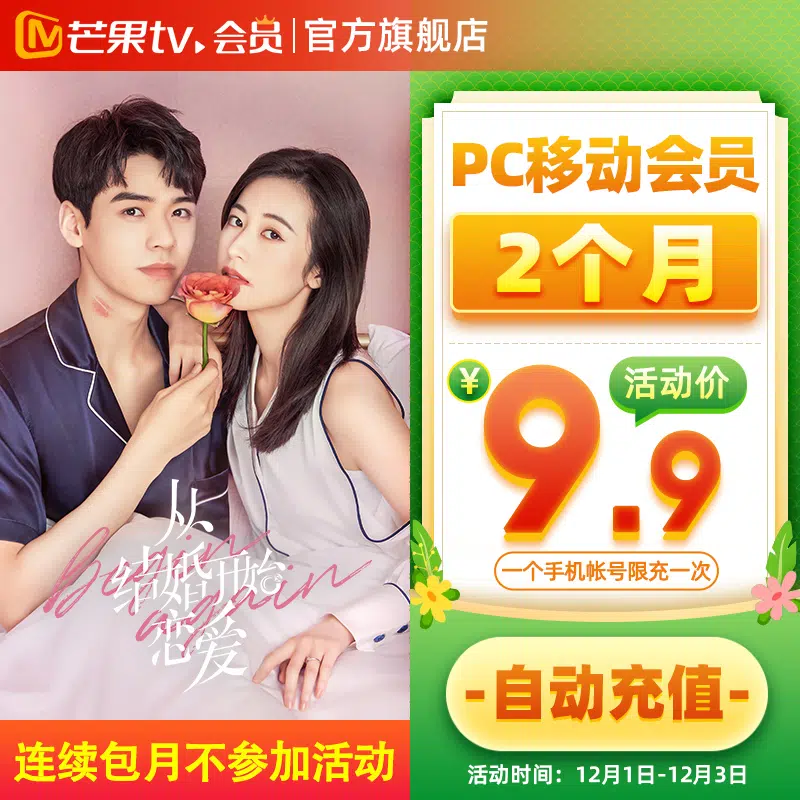 芒果tv 会员|官方旗舰店
PC移动会员
2个月
¥
活动价
9.9
一个手机帐号限充一次
从
结婚开始
恋爱
Begin
again
-自动充值-
连续包月不参加活动
活动时间：12月1日-12月3日